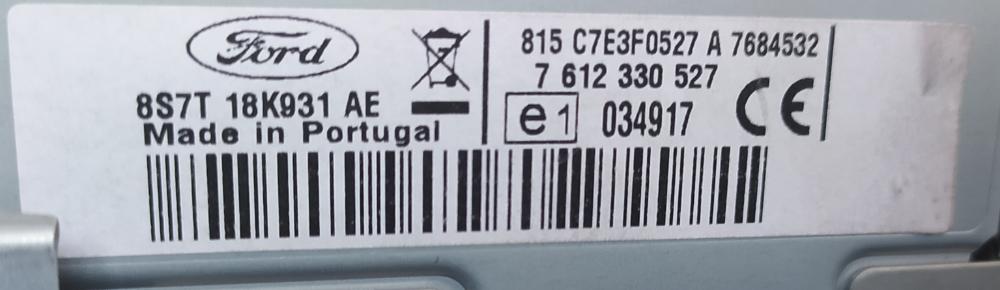 Ford
8S7T 18K931 AE
Made in Portugal
815 C7E3F0527 A 7684532
7 612 330 527
e1 034917 CE